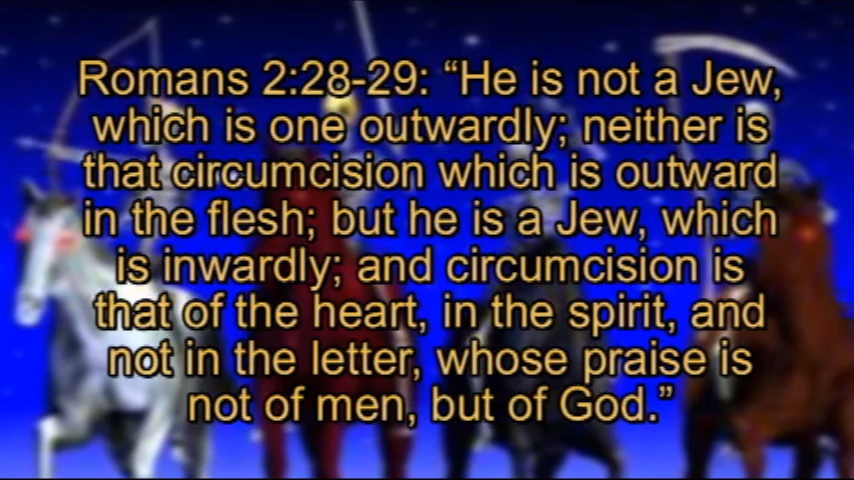 Romans 2:28-29: “He is not a Jew,
which is one outwardly; neither is
that circumcision which is outward
in the flesh; but he is a Jew, which
is inwardly; and circumcision is
that of the heart, in the spirit, and
not in the letter, whose praise is
not of men, but of God.”